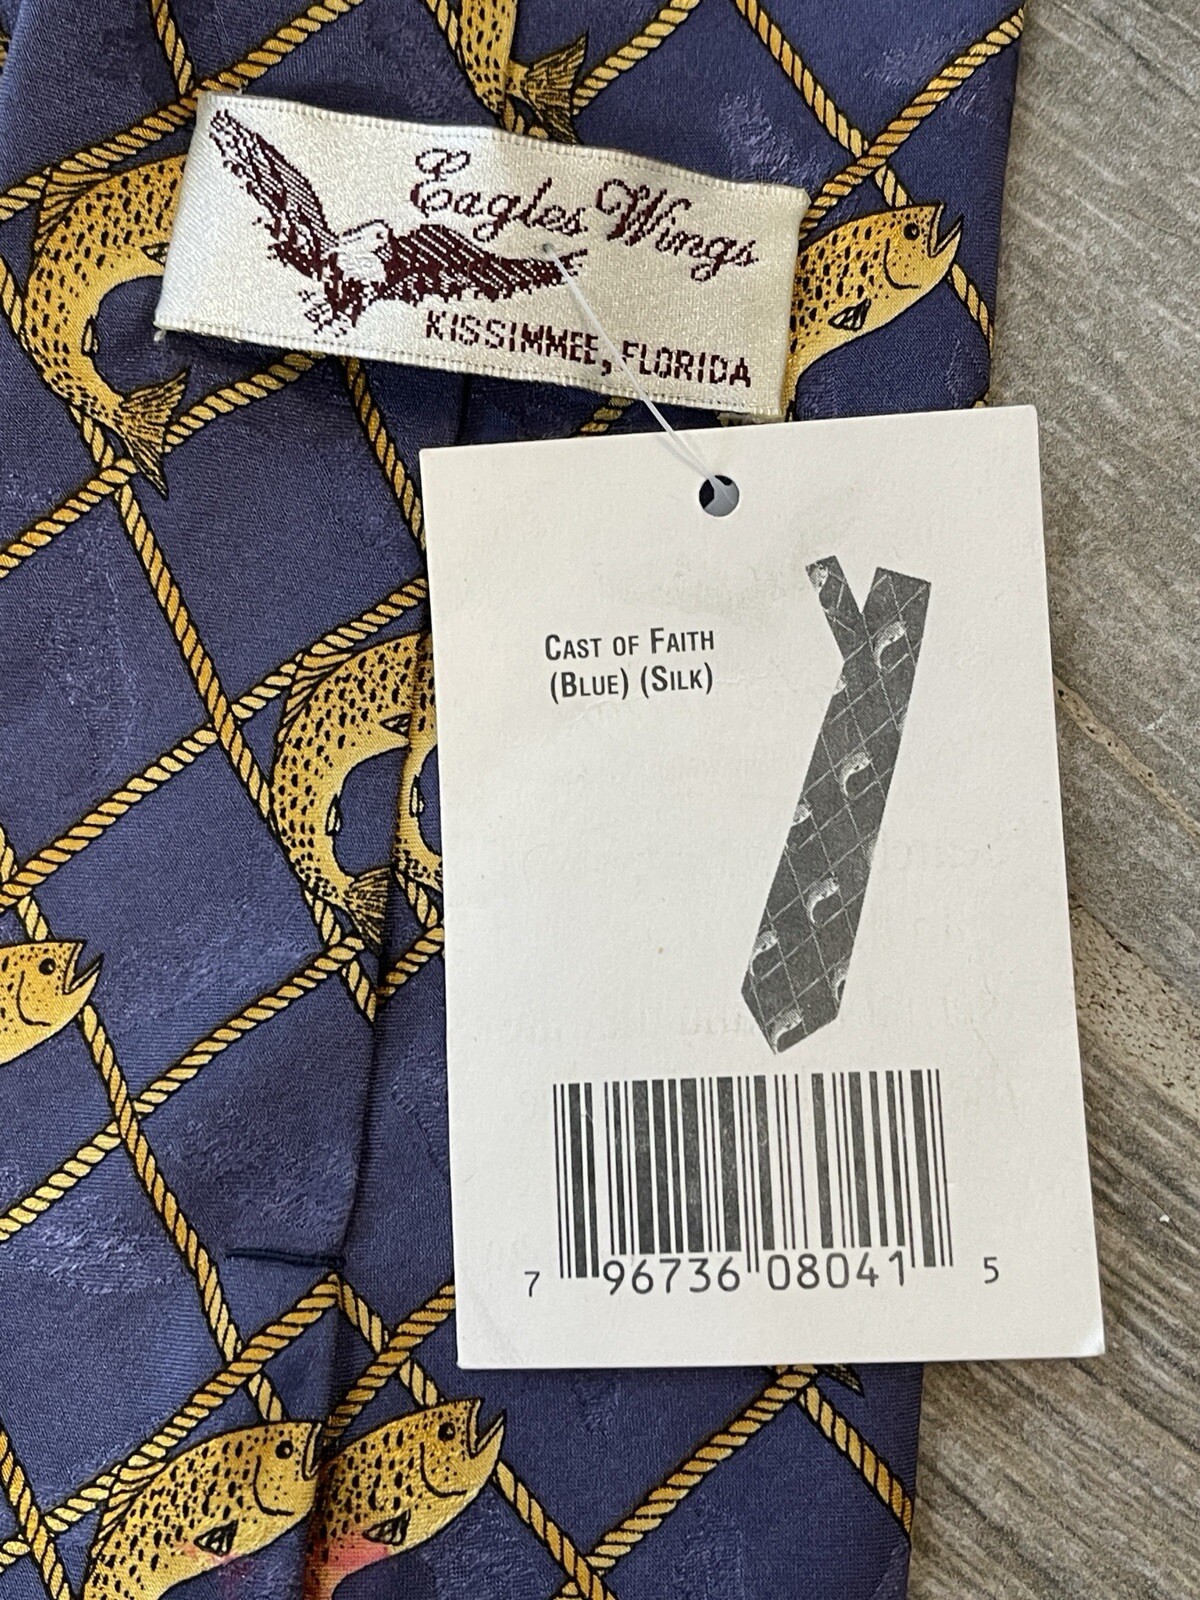 Eagles Wings
KISSIMMEE, FLORIDA
CAST OF FAITH
(BLUE) (SILK)
7 96736 08041 5